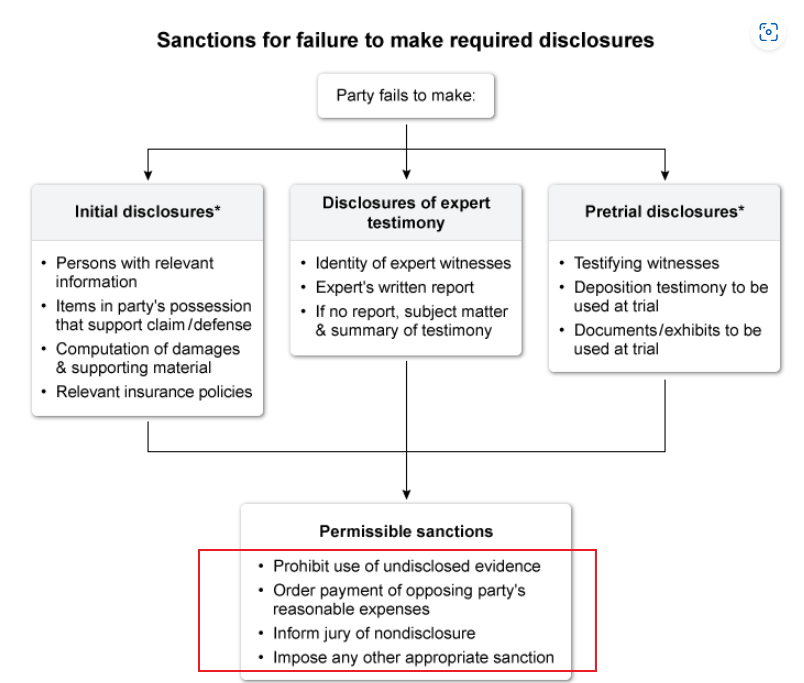 Sanctions for failure to make required disclosures
Party fails to make:
Initial disclosures*
• Persons with relevant
information
• Items in party's possession
that support claim/defense
• Computation of damages
& supporting material
• Relevant insurance policies
Disclosures of expert
testimony
• Identity of expert witnesses
• Expert's written report
• If no report, subject matter
& summary of testimony
Pretrial disclosures*
• Testifying witnesses
• Deposition testimony to be
used at trial
• Documents/exhibits to be
used at trial
Permissible sanctions
• Prohibit use of undisclosed evidence
• Order payment of opposing party's
reasonable expenses
• Inform jury of nondisclosure
• Impose any other appropriate sanction